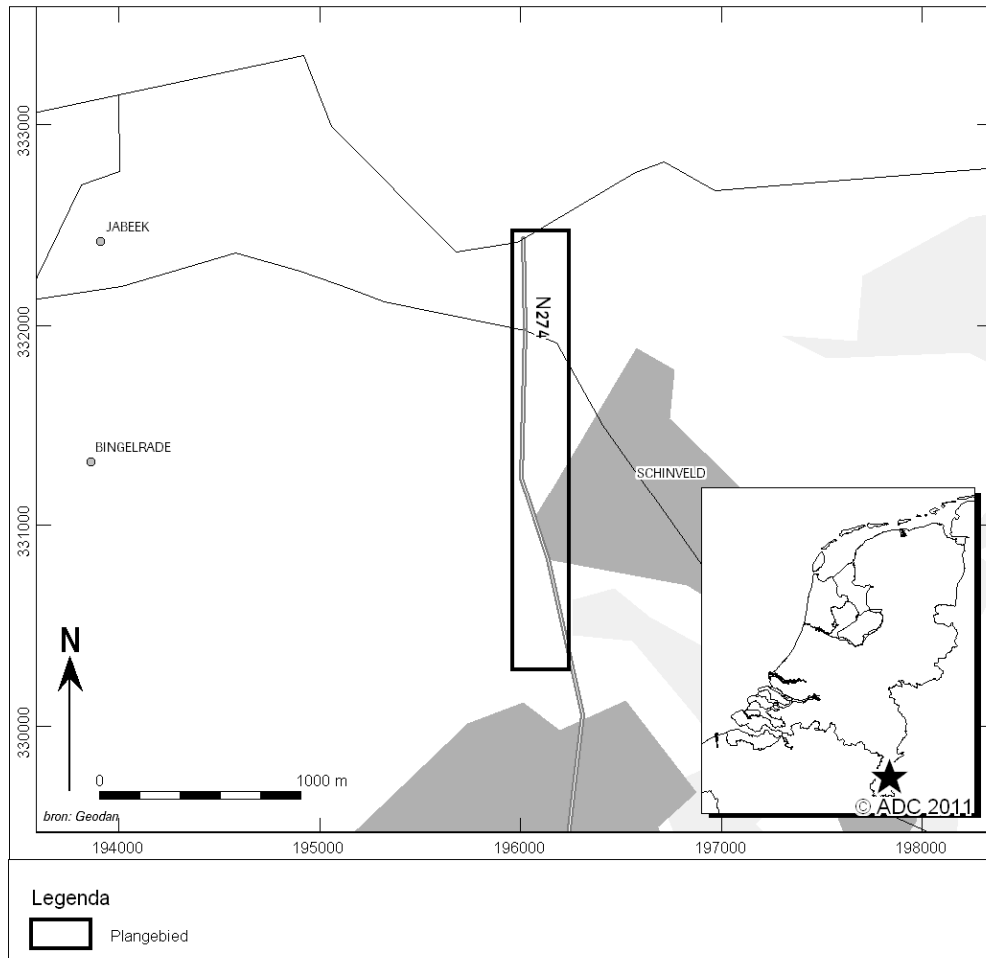 333000
JABEEK
N274
332000
BINGELRADE
SCHINVELD
331000
N
330000
0
1000 m
bron: Geodan
© ADC 2011
194000
195000
196000
197000
198000
Legenda
Plangebied